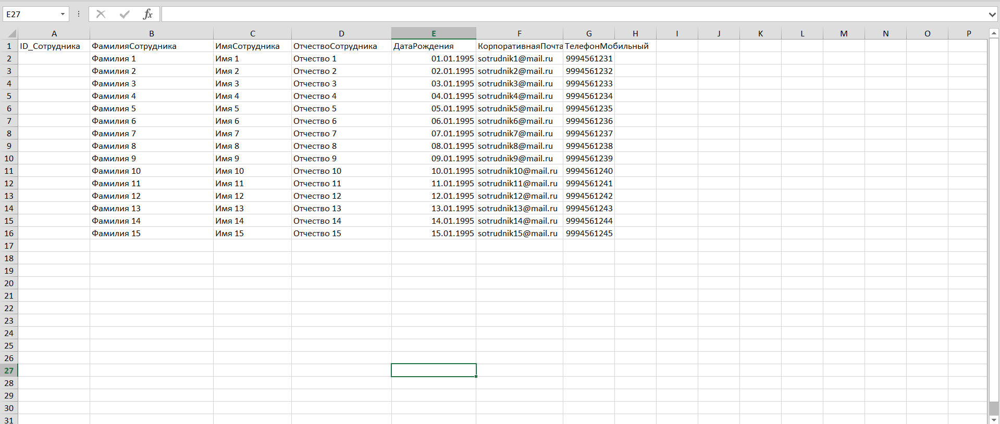 E27 fx
A B C D E F G H I J K L M N O P
1 ID_Сотрудника ФамилияСотрудника ИмяСотрудника ОтчествоСотрудника ДатаРождения КорпоративнаяПочта ТелефонМобильный
2 Фамилия 1 Имя 1 Отчество 1 01.01.1995 sotrudnik1@mail.ru 9994561231
3 Фамилия 2 Имя 2 Отчество 2 02.01.1995 sotrudnik2@mail.ru 9994561232
4 Фамилия 3 Имя 3 Отчество 3 03.01.1995 sotrudnik3@mail.ru 9994561233
5 Фамилия 4 Имя 4 Отчество 4 04.01.1995 sotrudnik4@mail.ru 9994561234
6 Фамилия 5 Имя 5 Отчество 5 05.01.1995 sotrudnik5@mail.ru 9994561235
7 Фамилия 6 Имя 6 Отчество 6 06.01.1995 sotrudnik6@mail.ru 9994561236
8 Фамилия 7 Имя 7 Отчество 7 07.01.1995 sotrudnik7@mail.ru 9994561237
9 Фамилия 8 Имя 8 Отчество 8 08.01.1995 sotrudnik8@mail.ru 9994561238
10 Фамилия 9 Имя 9 Отчество 9 09.01.1995 sotrudnik9@mail.ru 9994561239
11 Фамилия 10 Имя 10 Отчество 10 10.01.1995 sotrudnik10@mail.ru 9994561240
12 Фамилия 11 Имя 11 Отчество 11 11.01.1995 sotrudnik11@mail.ru 9994561241
13 Фамилия 12 Имя 12 Отчество 12 12.01.1995 sotrudnik12@mail.ru 9994561242
14 Фамилия 13 Имя 13 Отчество 13 13.01.1995 sotrudnik13@mail.ru 9994561243
15 Фамилия 14 Имя 14 Отчество 14 14.01.1995 sotrudnik14@mail.ru 9994561244
16 Фамилия 15 Имя 15 Отчество 15 15.01.1995 sotrudnik15@mail.ru 9994561245
17
18
19
20
21
22
23
24
25
26
27
28
29
30
31